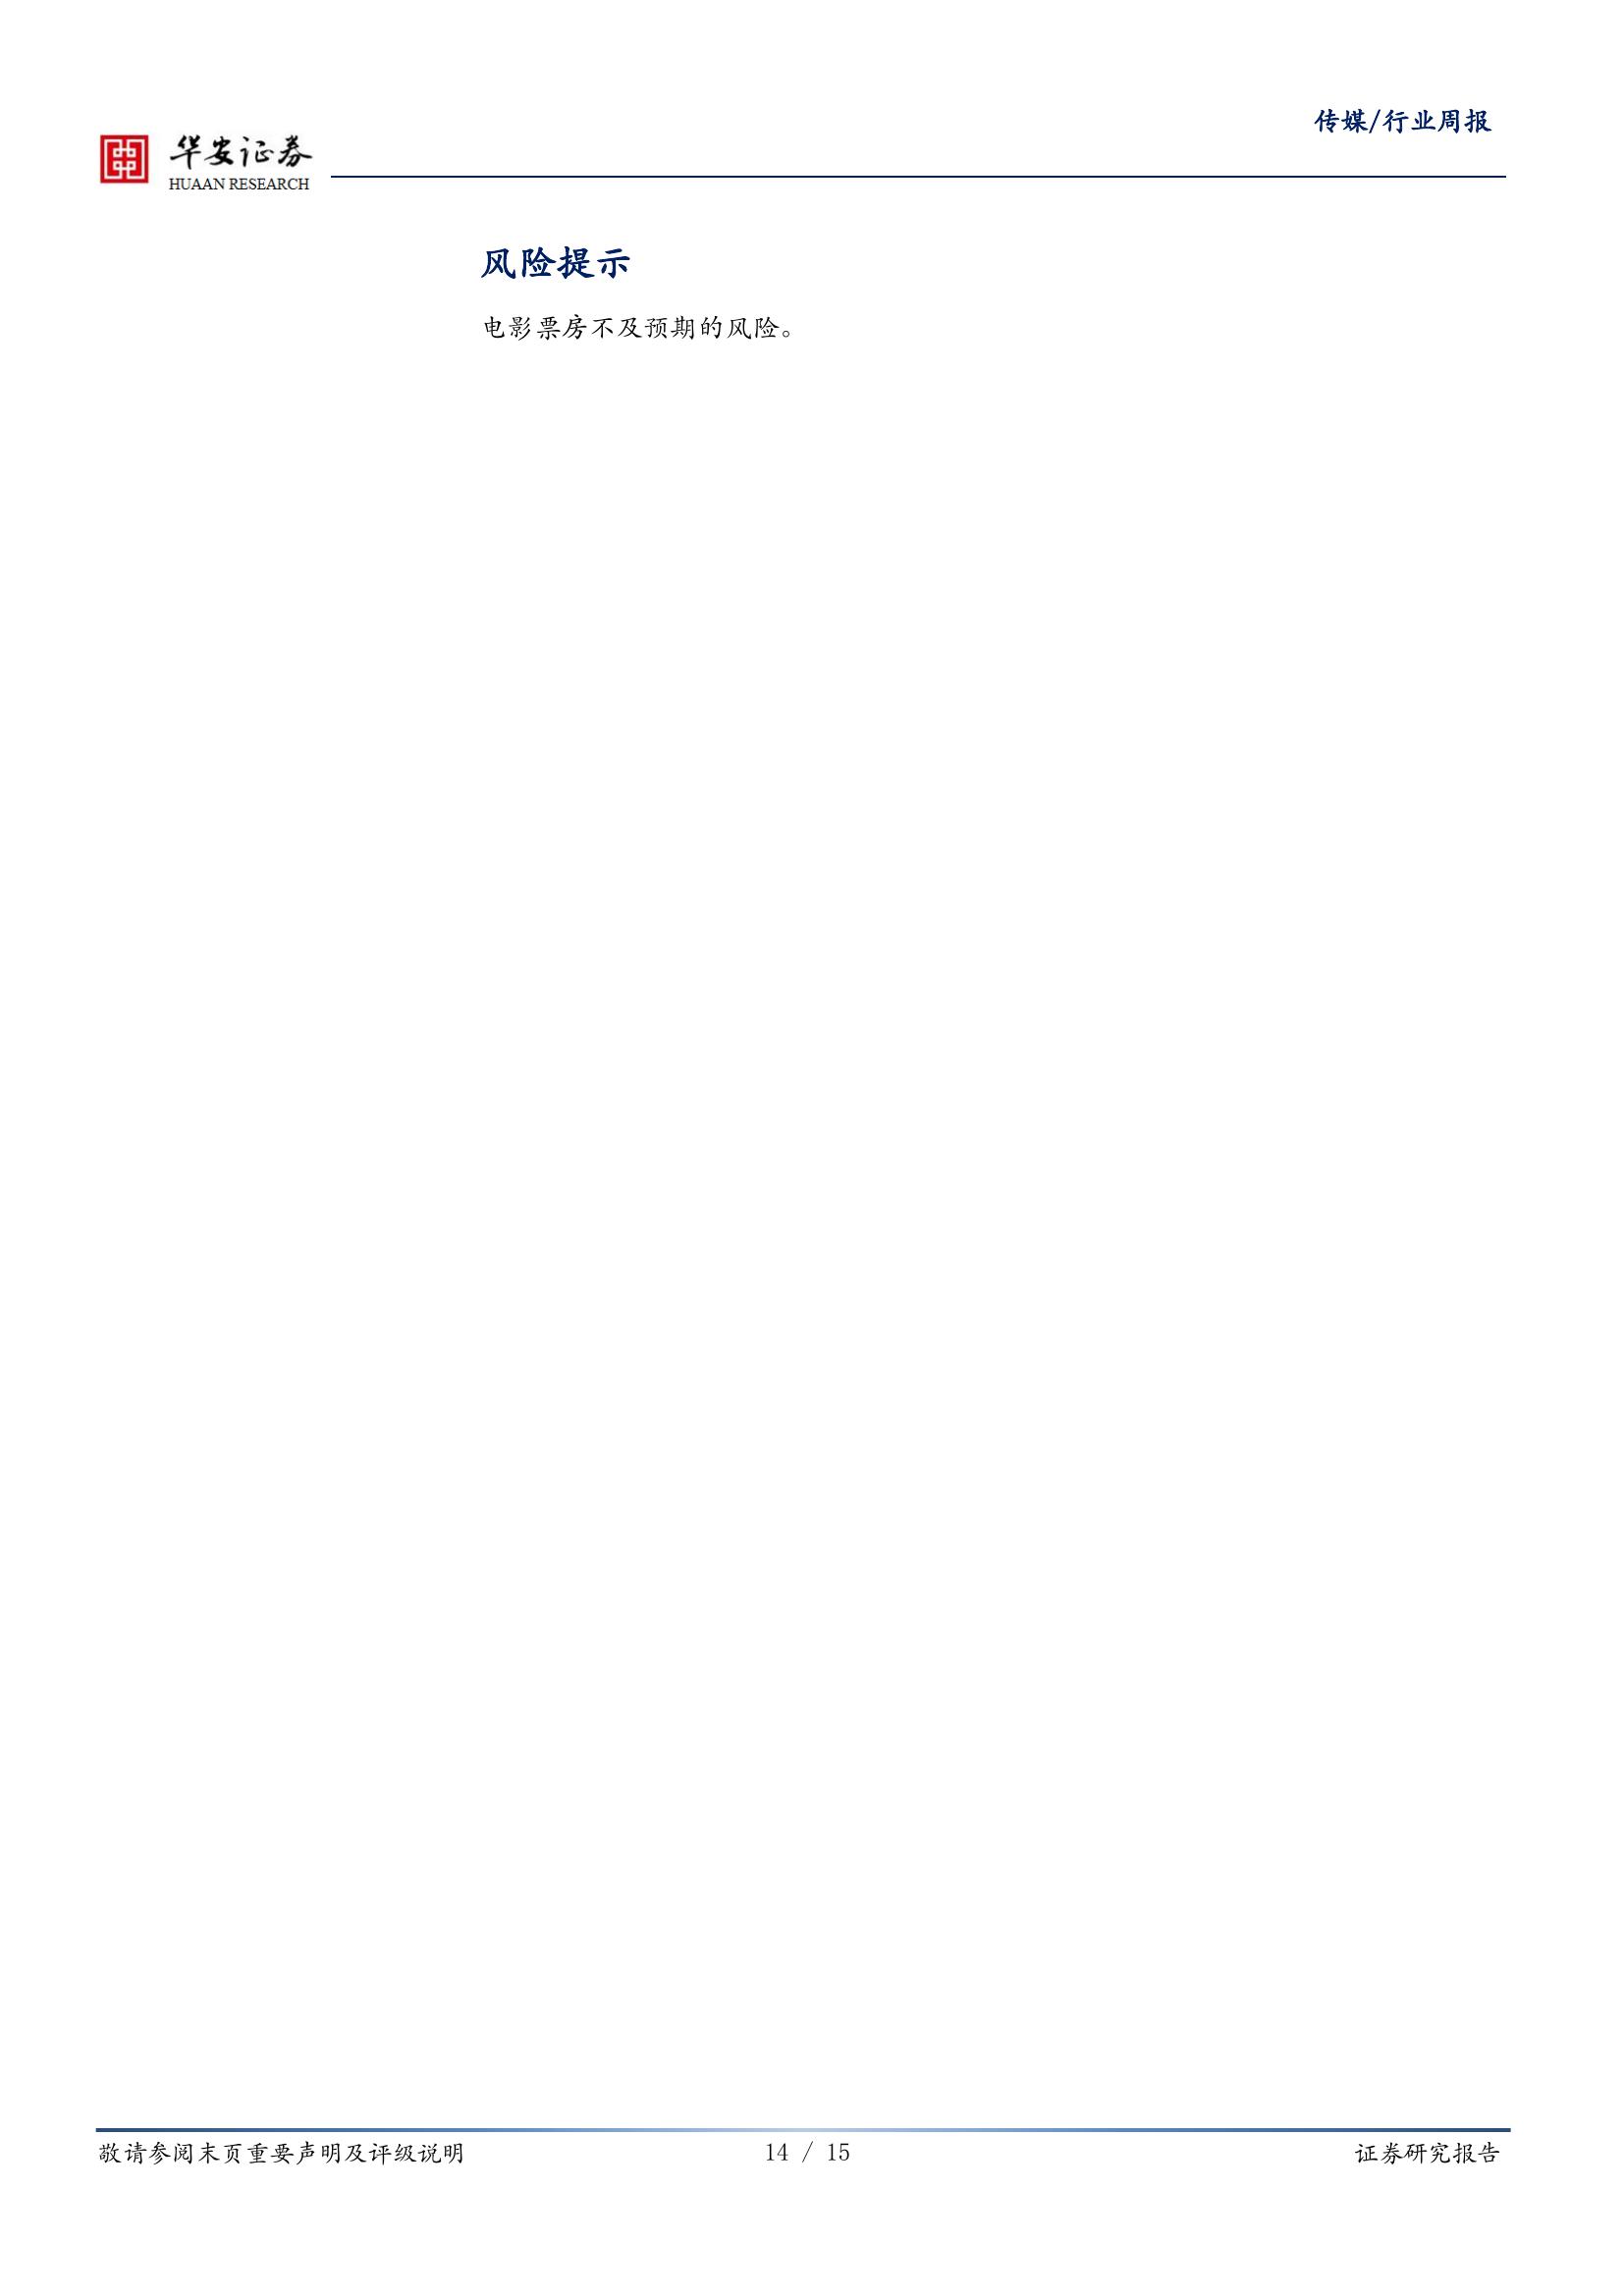 传媒/行业周报
华安证券
HUAAN RESEARCH
风险提示
电影票房不及预期的风险。
敬请参阅末页重要声明及评级说明
14 / 15
证券研究报告